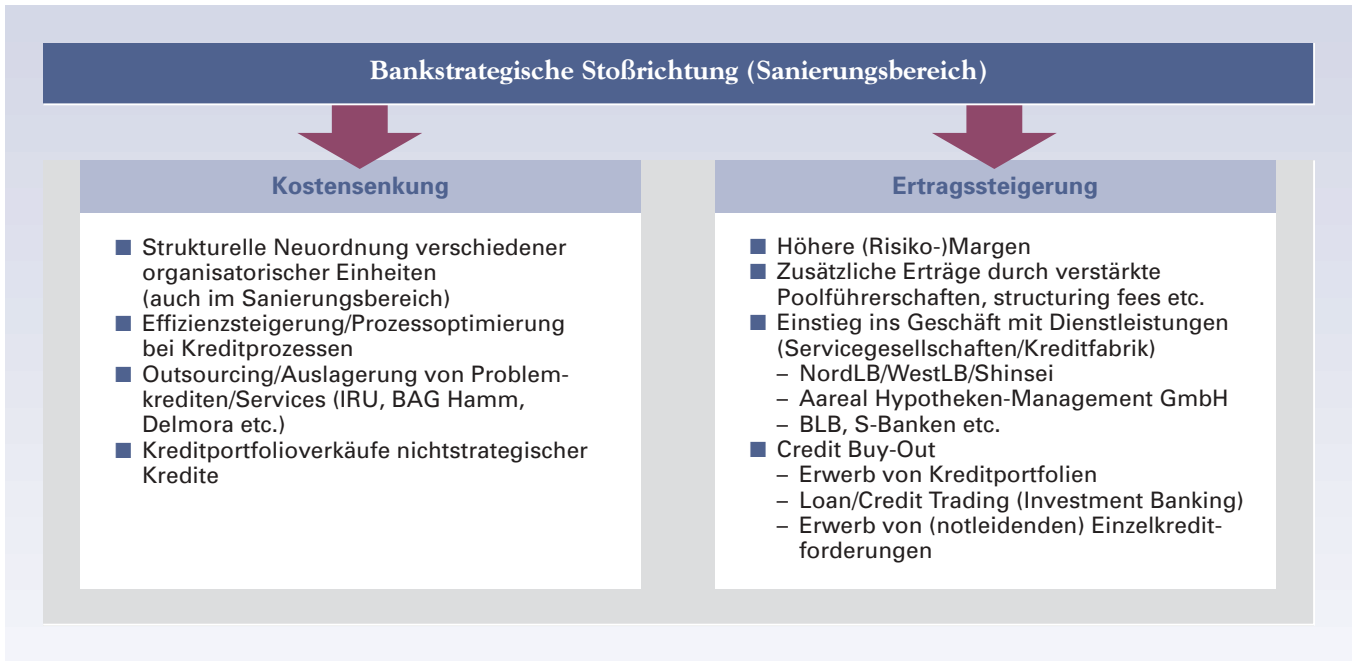 Bankstrategische Stoßrichtung (Sanierungsbereich)
Kostensenkung
■ Strukturelle Neuordnung verschiedener
organisatorischer Einheiten
(auch im Sanierungsbereich)
■ Effizienzsteigerung/Prozessoptimierung
bei Kreditprozessen
■ Outsourcing/Auslagerung von Problem-
krediten/Services (IRU, BAG Hamm,
Delmora etc.)
■ Kreditportfolioverkäufe nichtstrategischer
Kredite
Ertragssteigerung
■ Höhere (Risiko-)Margen
■ Zusätzliche Erträge durch verstärkte
Poolführerschaften, structuring fees etc.
■ Einstieg ins Geschäft mit Dienstleistungen
(Servicegesellschaften/Kreditfabrik)
– NordLB/WestLB/Shinsei
– Aareal Hypotheken-Management GmbH
– BLB, S-Banken etc.
■ Credit Buy-Out
– Erwerb von Kreditportfolien
– Loan/Credit Trading (Investment Banking)
– Erwerb von (notleidenden) Einzelkredit-
forderungen